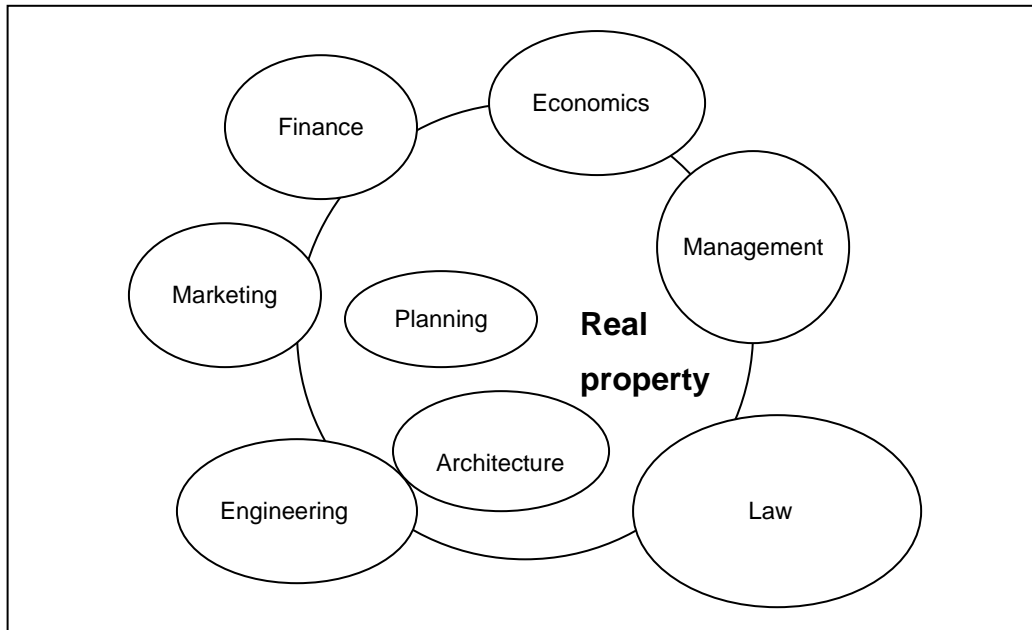 Economics
Finance
Management
Marketing
Planning
Real
property
Architecture
Engineering
Law